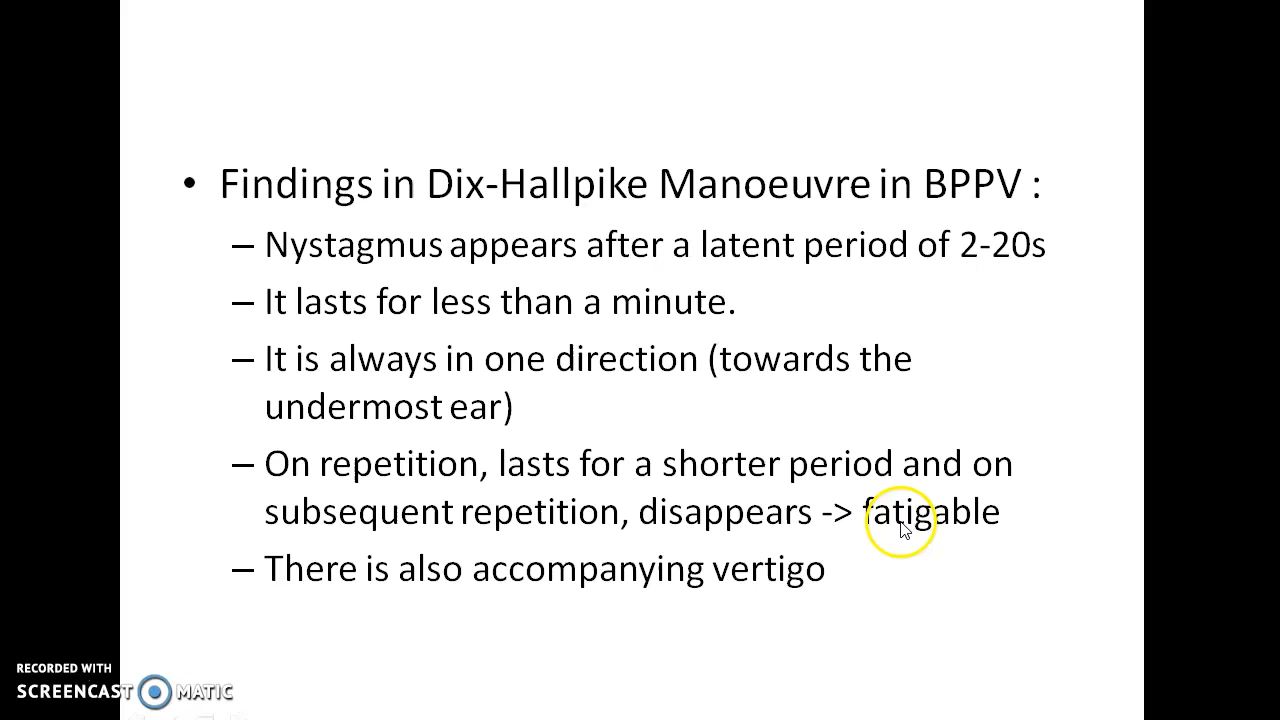 • Findings in Dix-Hallpike Manoeuvre in BPPV :
– Nystagmus appears after a latent period of 2-20s
– It lasts for less than a minute.
– It is always in one direction (towards the
undermost ear)
– On repetition, lasts for a shorter period and on
subsequent repetition, disappears -> fatigable
– There is also accompanying vertigo
RECORDED WITH
SCREENCAST MATIC